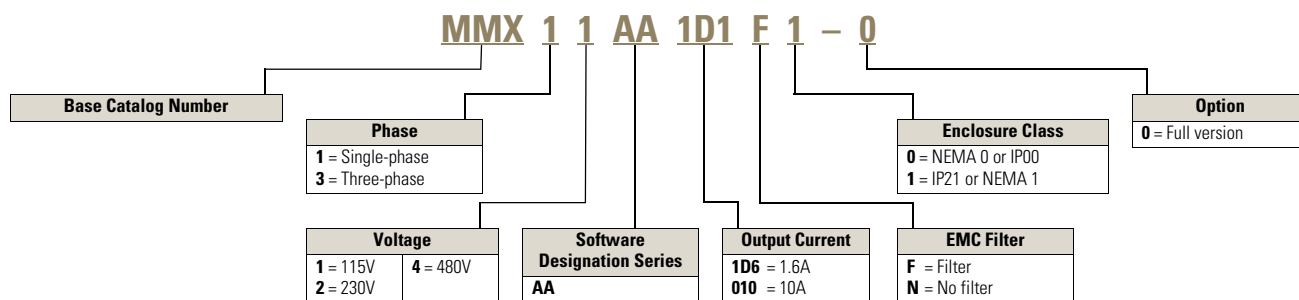 MMX 1 1 AA 1D1 F 1 – 0
Base Catalog Number
Phase
1 = Single-phase
3 = Three-phase
Enclosure Class
0 = NEMA 0 or IP00
1 = IP21 or NEMA 1
Option
0 = Full version
Voltage
1 = 115V
2 = 230V
4 = 480V
Software
Designation Series
AA
Output Current
1D6 = 1.6A
010 = 10A
EMC Filter
F = Filter
N = No filter